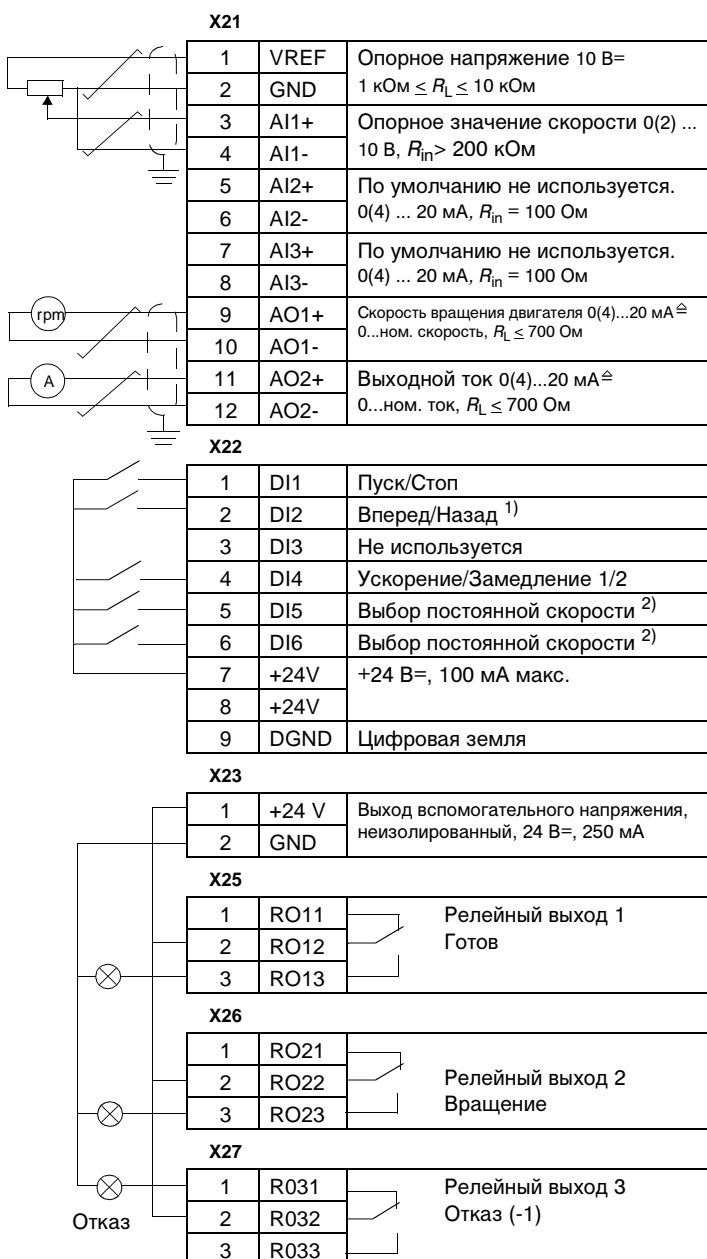 X21
1 VREF Опорное напряжение 10 В=
2 GND 1 кОм ≤ RL ≤ 10 кОм
3 AI1+ Опорное значение скорости 0(2) ...
4 AI1- 10 В, Rin> 200 кОм
5 AI2+ По умолчанию не используется.
6 AI2- 0(4) ... 20 мА, Rin = 100 Ом
7 AI3+ По умолчанию не используется.
8 AI3- 0(4) ... 20 мА, Rin = 100 Ом
rpm 9 AO1+ Скорость вращения двигателя 0(4)...20 мА ≙
10 AO1- 0...ном. скорость, RL ≤ 700 Ом
A 11 AO2+ Выходной ток 0(4)...20 мА ≙
12 AO2- 0...ном. ток, RL ≤ 700 Ом
X22
1 DI1 Пуск/Стоп
2 DI2 Вперед/Назад 1)
3 DI3 Не используется
4 DI4 Ускорение/Замедление 1/2
5 DI5 Выбор постоянной скорости 2)
6 DI6 Выбор постоянной скорости 2)
7 +24V +24 В=, 100 мА макс.
8 +24V
9 DGND Цифровая земля
X23
1 +24 V Выход вспомогательного напряжения,
2 GND неизолированный, 24 В=, 250 мА
X25
1 RO11 Релейный выход 1
2 RO12 Готов
3 RO13
X26
1 RO21
2 RO22 Релейный выход 2
3 RO23 Вращение
X27
1 R031 Релейный выход 3
Отказ 2 R032 Отказ (-1)
3 R033